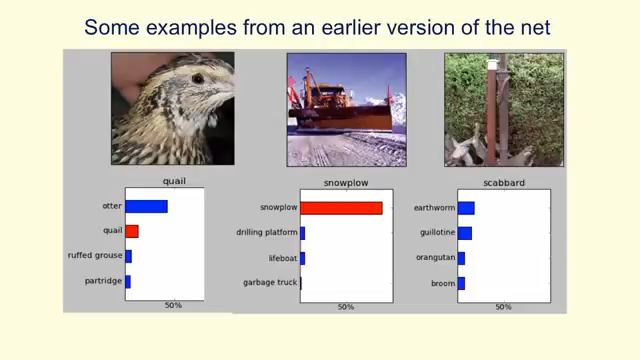 Some examples from an earlier version of the net
quail
otter
quail
ruffed grouse
partridge
50%
snowplow
snowplow
drilling platform
lifeboat
garbage truck
50%
scabbard
earthworm
guillotine
orangutan
broom
50%